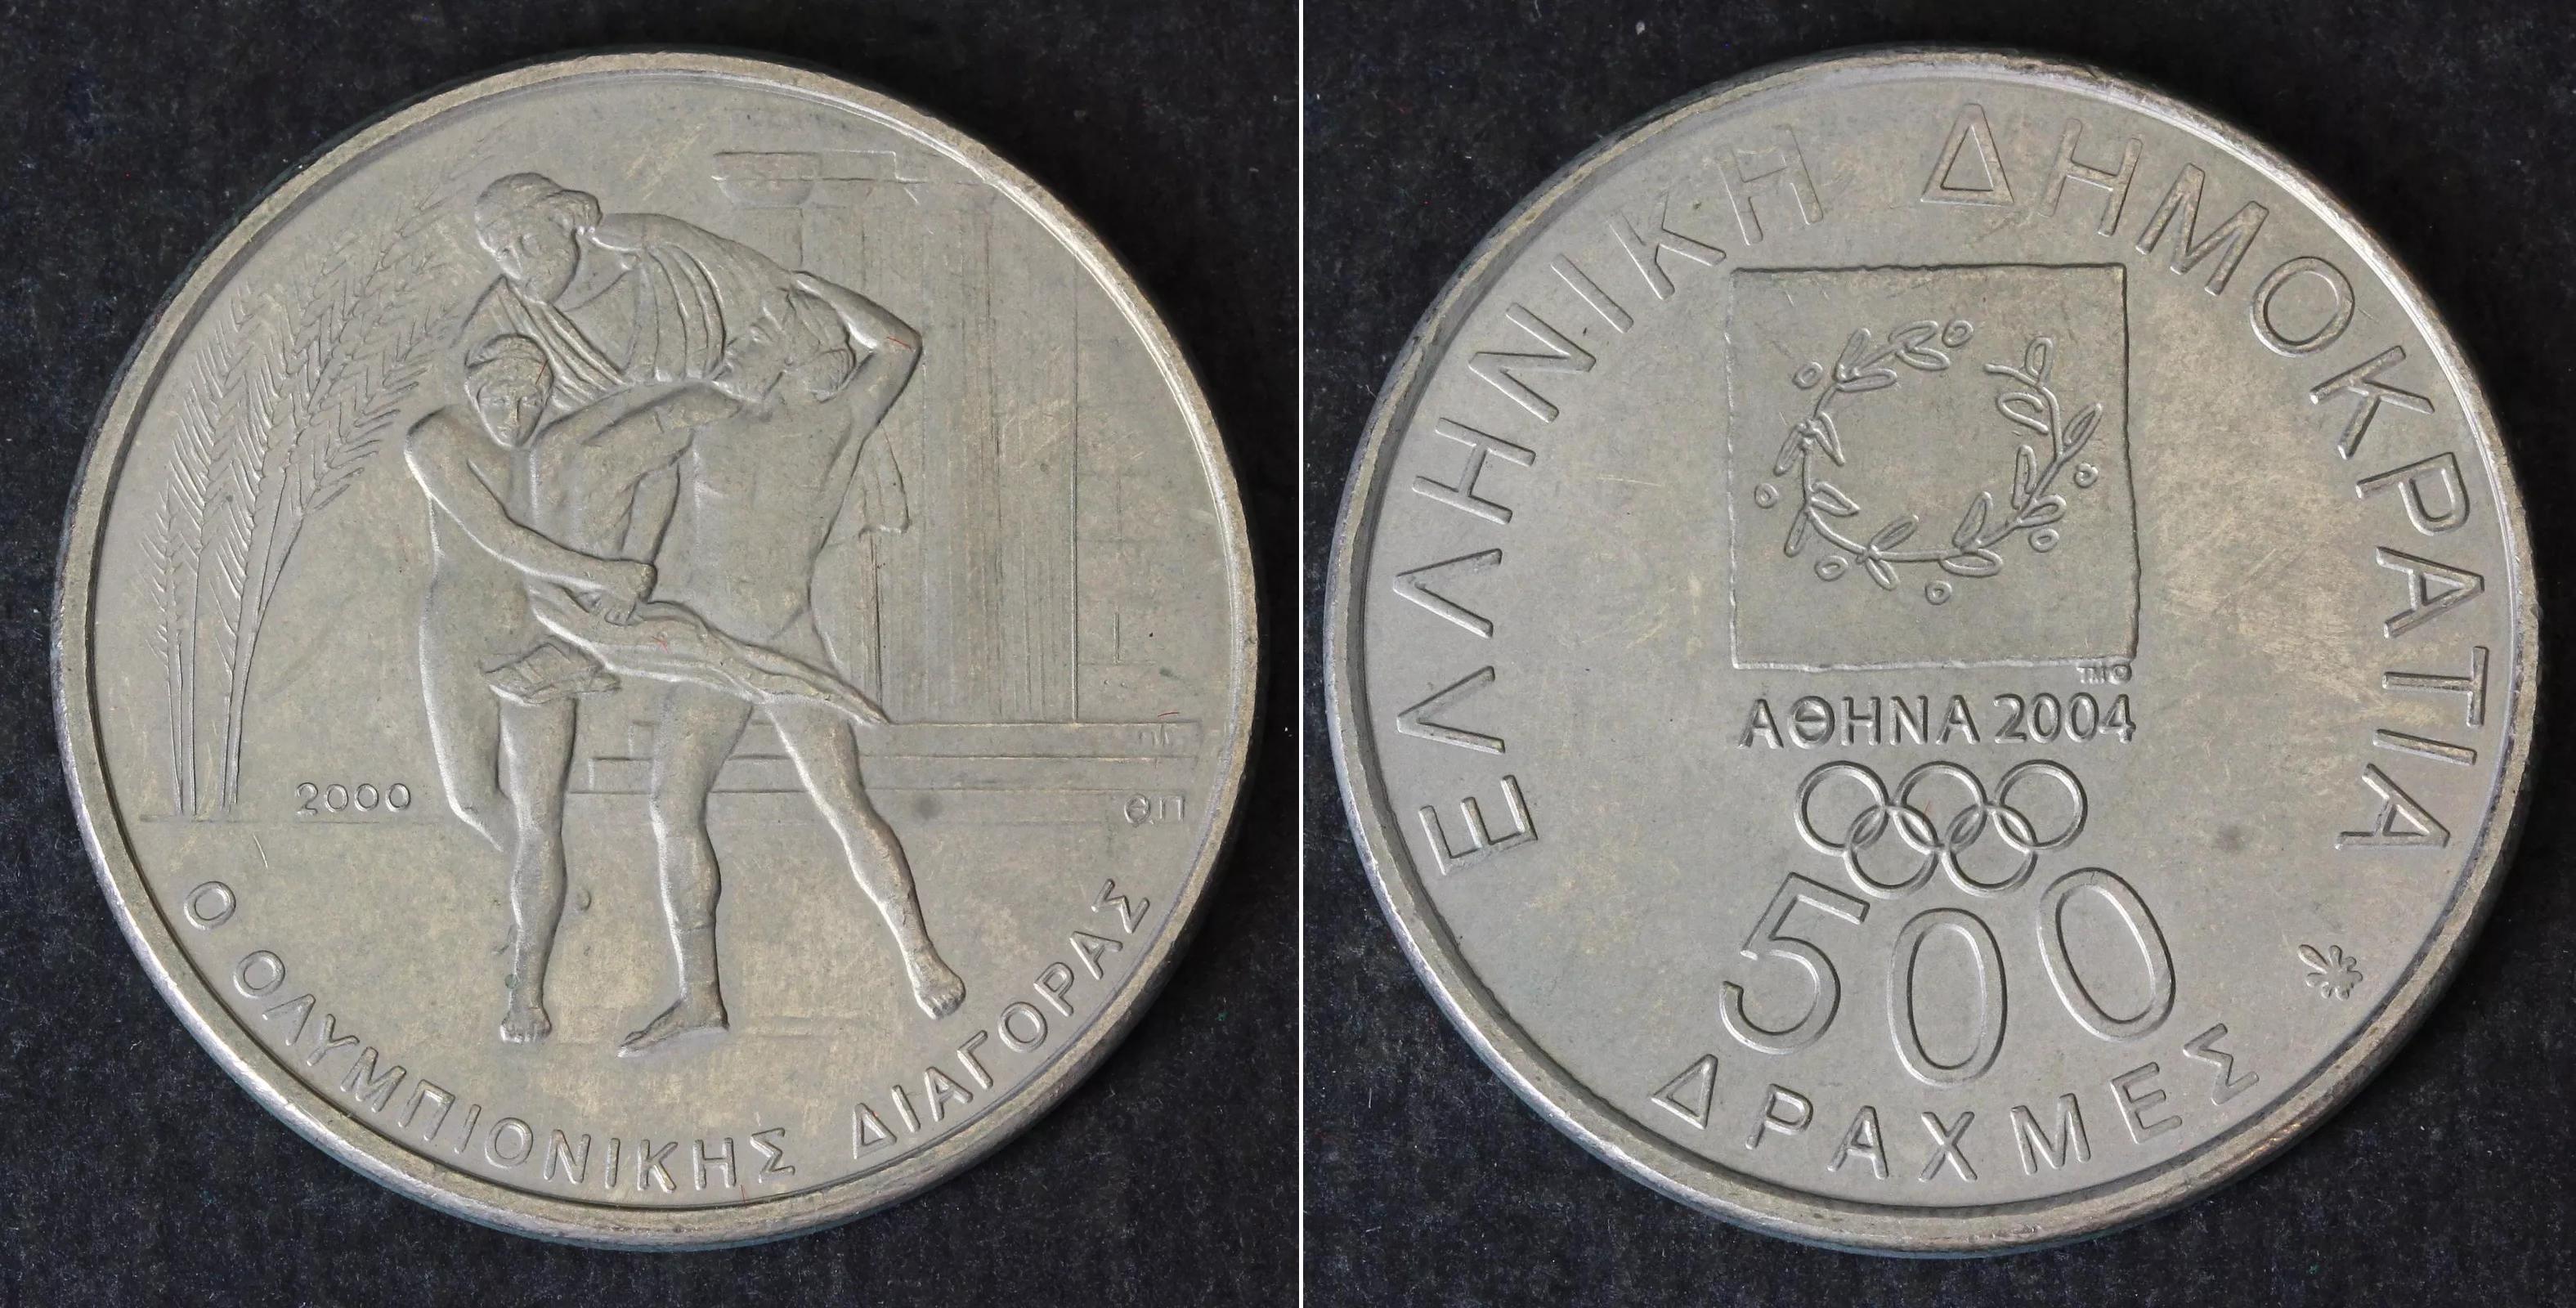 2000
ΘΠ
Ο ΟΛΥΜΠΙΟΝΙΚΗΣ ΔΙΑΓΟΡΑΣ
ΕΛΛΗΝΙΚΗ ΔΗΜΟΚΡΑΤΙΑ
TM©
ΑΘΗΝΑ 2004
500
ΔΡΑΧΜΕΣ